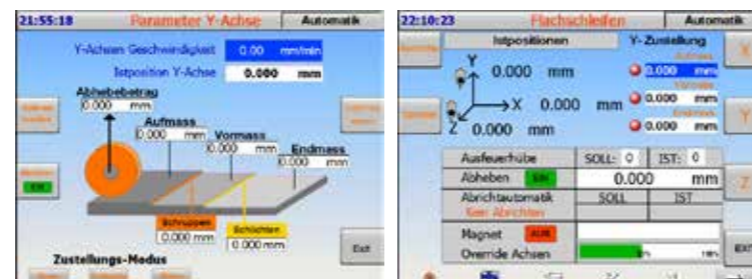 21:55:18 Parameter Y-Achse Automatik
Y-Achsen Geschwindigkeit 0.00 mm/min
Istposition Y-Achse 0.000 mm
Abhebebetrag
0.000 mm
Aufmass
0.000 mm
Vormass
0.000 mm
Endmass
0.000 mm
EIN
Schruppen
0.000 mm
Schlichten
0.000 mm
Exit
Zustellungs-Modus
22:10:23 Flachschleifen Automatik
Istpositionen
Y-Zustellung
Y 0.000 mm
X 0.000 mm
Z 0.000 mm
Aufmass
0.000 mm
Vormass
0.000 mm
Endmass
0.000 mm
X
Y
Z
Ausfeuerhübe SOLL: 0 IST: 0
Abheben EIN 0.000 mm
Abrichtautomatik SOLL IST
Kein Abrichten
Magnet AUS
Override Achsen
Exit